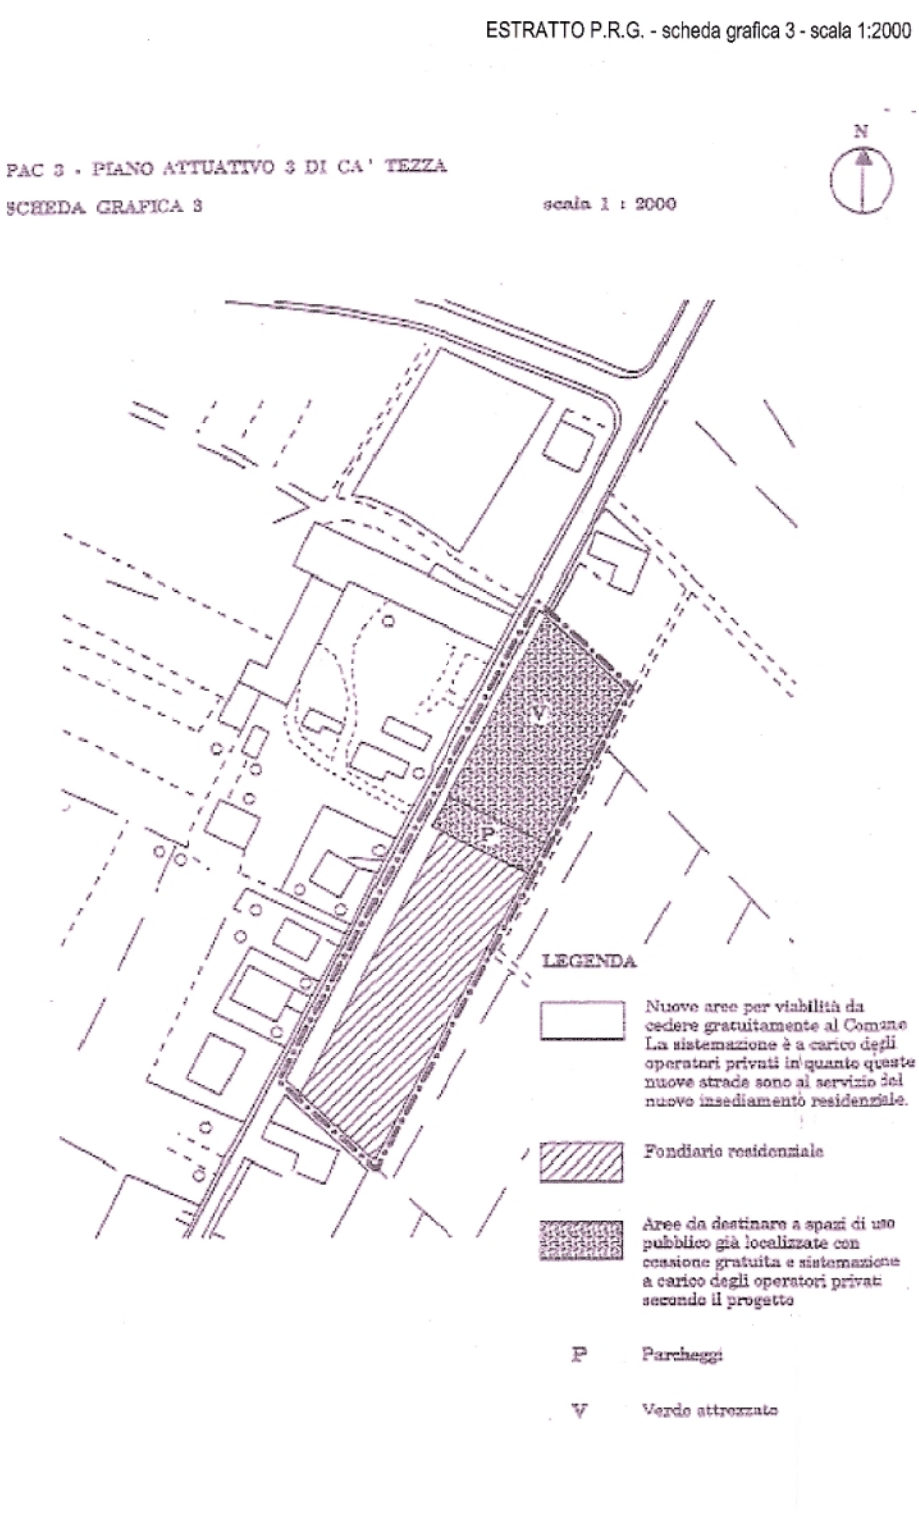 ESTRATTO P.R.G. - scheda grafica 3 - scala 1:2000
N
PAC 3 - PIANO ATTUATIVO 3 DI CA' TEZZA
SCHEDA GRAFICA 3
scala 1 : 2000
V
P
LEGENDA
Nuove aree per viabilità da
cedere gratuitamente al Comune
La sistemazione è a carico degli
operatori privati in quanto queste
nuove strade sono al servizio del
nuovo insediamento residenziale.
Fondiario residenziale
Aree da destinare a spazi di uso
pubblico già localizzate con
cessione gratuita e sistemazione
a carico degli operatori privati
secondo il progetto
P Parcheggi
V Verde attrezzato